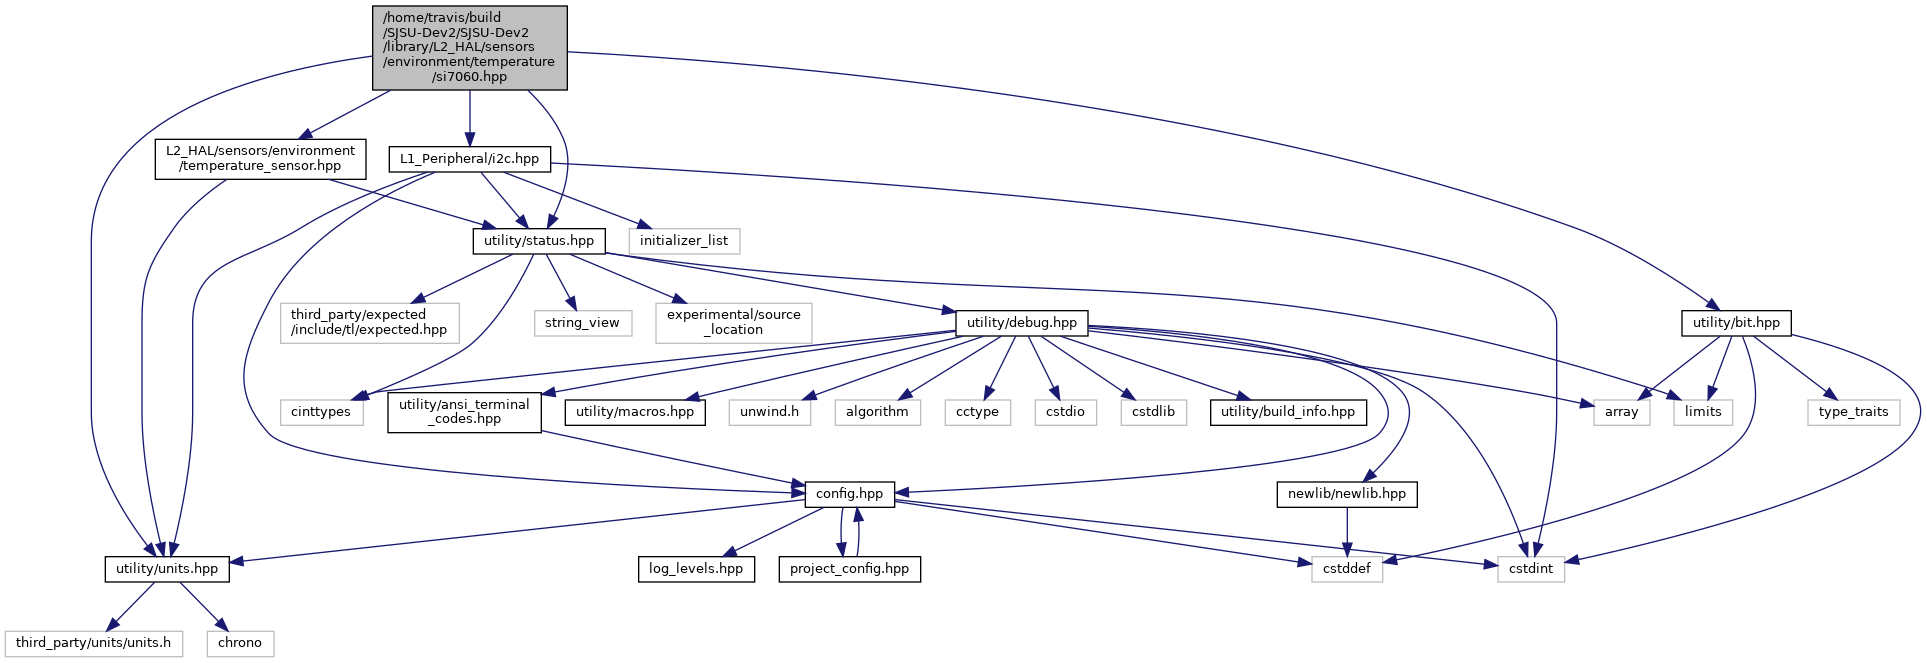 /home/travis/build
/SJSU-Dev2/SJSU-Dev2
/library/L2_HAL/sensors
/environment/temperature
/si7060.hpp
L2_HAL/sensors/environment
/temperature_sensor.hpp
L1_Peripheral/i2c.hpp
utility/status.hpp
initializer_list
third_party/expected
/include/tl/expected.hpp
string_view
experimental/source
_location
utility/debug.hpp
utility/bit.hpp
cinttypes
utility/ansi_terminal
_codes.hpp
utility/macros.hpp
unwind.h
algorithm
cctype
cstdio
cstdlib
utility/build_info.hpp
array
limits
type_traits
config.hpp
newlib/newlib.hpp
utility/units.hpp
log_levels.hpp
project_config.hpp
cstddef
cstdint
third_party/units/units.h
chrono